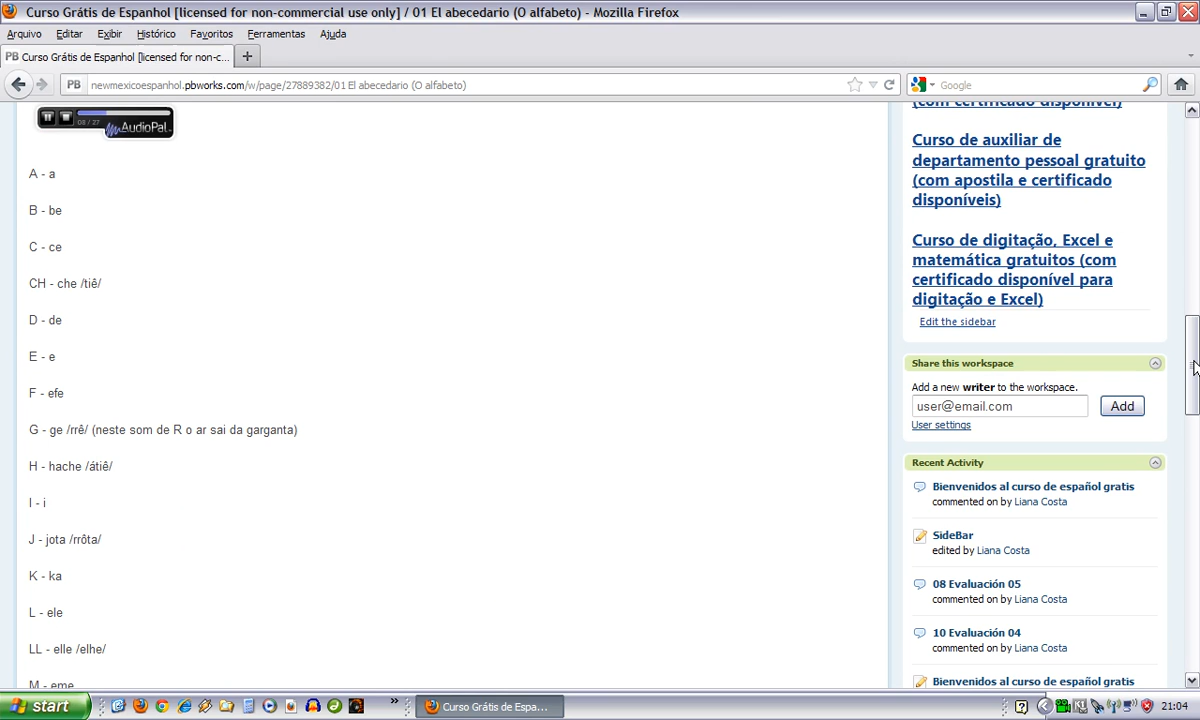 Curso Grátis de Espanhol [licensed for non-commercial use only] / 01 El abecedario (O alfabeto) - Mozilla Firefox
Arquivo Editar Exibir Histórico Favoritos Ferramentas Ajuda
PB Curso Grátis de Espanhol [licensed for non-c... +
PB newmexicoespanhol.pbworks.com/w/page/27889382/01 El abecedario (O alfabeto)
Google
08 / 27
AudioPal
A - a
B - be
C - ce
CH - che /tiê/
D - de
E - e
F - efe
G - ge /rrê/ (neste som de R o ar sai da garganta)
H - hache /átiê/
I - i
J - jota /rrôta/
K - ka
L - ele
LL - elle /elhe/
M - eme
(com certificado disponível)
Curso de auxiliar de
departamento pessoal gratuito
(com apostila e certificado
disponíveis)
Curso de digitação, Excel e
matemática gratuitos (com
certificado disponível para
digitação e Excel)
Edit the sidebar
Share this workspace
Add a new writer to the workspace.
user@email.com Add
User settings
Recent Activity
Bienvenidos al curso de español gratis
commented on by Liana Costa
SideBar
edited by Liana Costa
08 Evaluación 05
commented on by Liana Costa
10 Evaluación 04
commented on by Liana Costa
Bienvenidos al curso de español gratis
start
»
Curso Grátis de Espa...
21:04